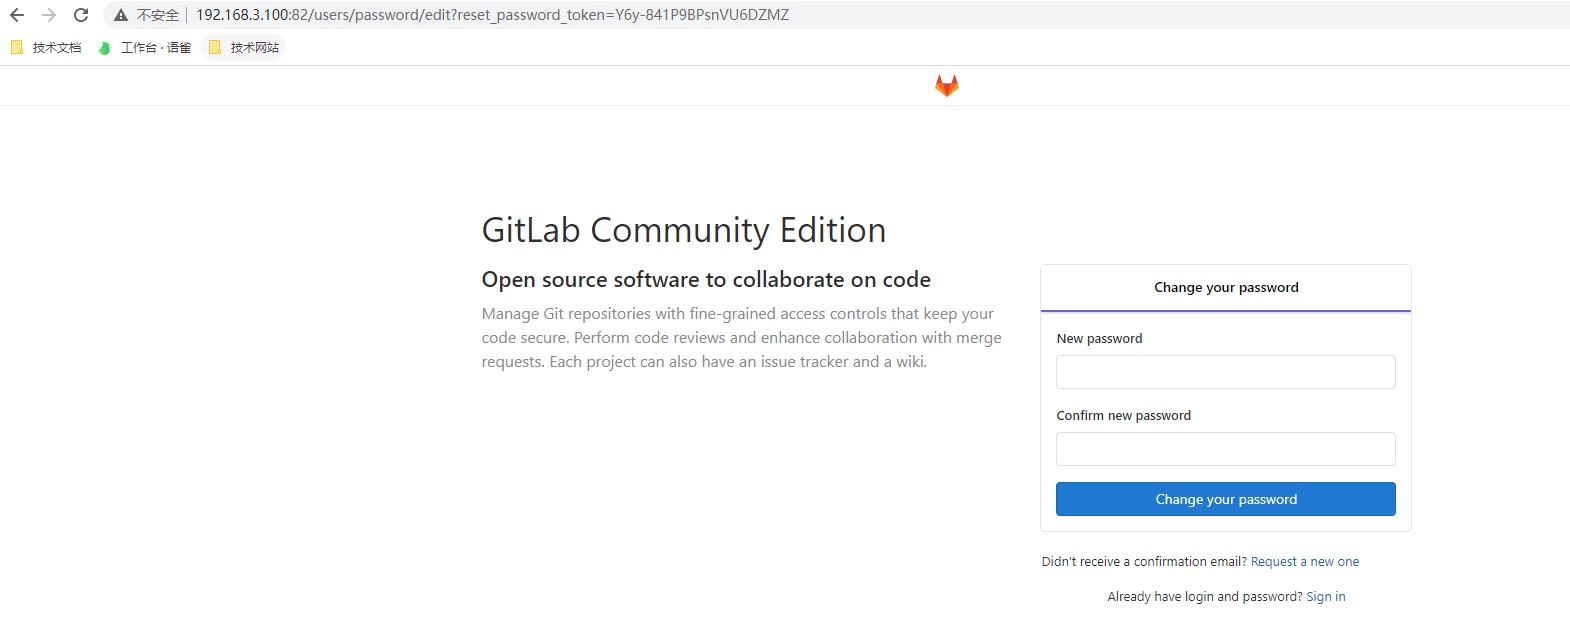 不安全 192.168.3.100:82/users/password/edit?reset_password_token=Y6y-841P9BPsnVU6DZMZ
技术文档 工作台 · 语雀 技术网站
GitLab Community Edition
Open source software to collaborate on code
Manage Git repositories with fine-grained access controls that keep your
code secure. Perform code reviews and enhance collaboration with merge
requests. Each project can also have an issue tracker and a wiki.
Change your password
New password
Confirm new password
Change your password
Didn't receive a confirmation email? Request a new one
Already have login and password? Sign in